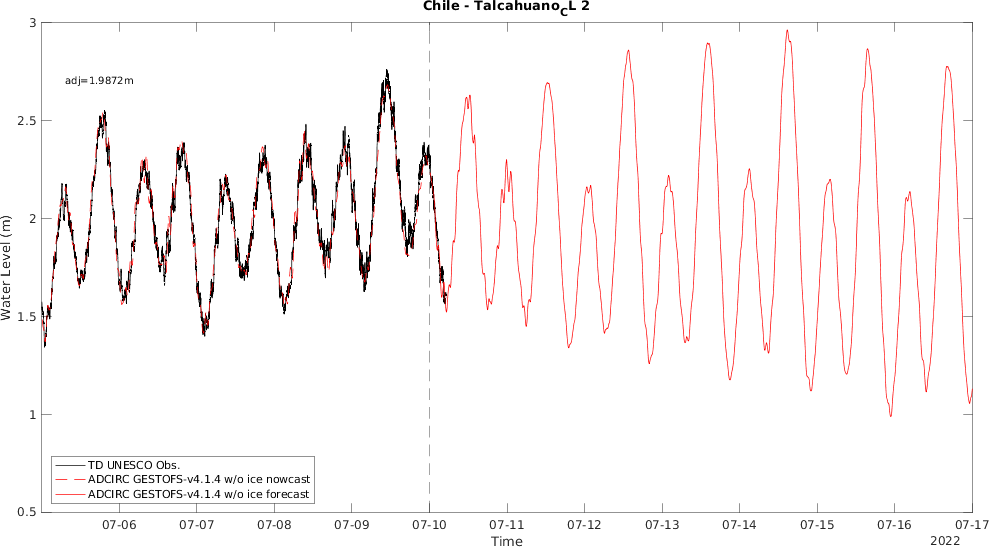 Chile - Talcahuano_CL 2
3
adj=1.9872m
2.5
2
Water Level (m)
1.5
1
TD UNESCO Obs.
ADCIRC GESTOFS-v4.1.4 w/o ice nowcast
ADCIRC GESTOFS-v4.1.4 w/o ice forecast
0.5
07-06 07-07 07-08 07-09 07-10 07-11 07-12 07-13 07-14 07-15 07-16 07-17
Time
2022